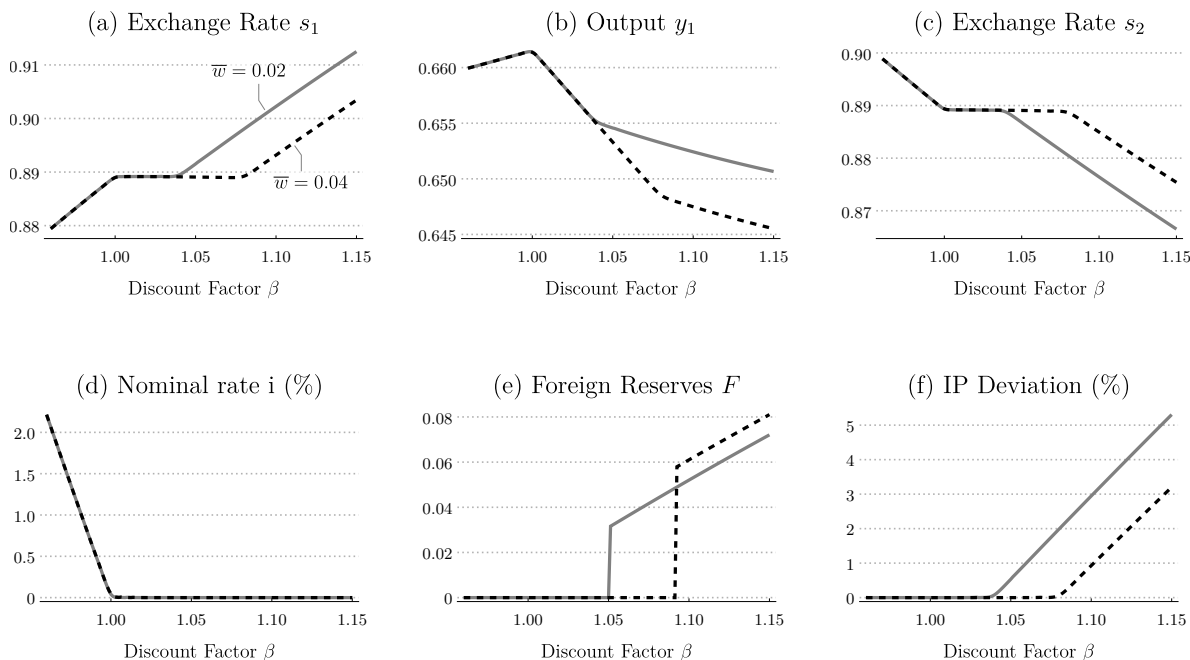 (a) Exchange Rate s₁
0.91
0.90
0.89
0.88
w̅ = 0.02
w̅ = 0.04
1.00 1.05 1.10 1.15
Discount Factor β
(b) Output y₁
0.660
0.655
0.650
0.645
1.00 1.05 1.10 1.15
Discount Factor β
(c) Exchange Rate s₂
0.90
0.89
0.88
0.87
1.00 1.05 1.10 1.15
Discount Factor β
(d) Nominal rate i (%)
2.0
1.5
1.0
0.5
0
1.00 1.05 1.10 1.15
Discount Factor β
(e) Foreign Reserves F
0.08
0.06
0.04
0.02
0
1.00 1.05 1.10 1.15
Discount Factor β
(f) IP Deviation (%)
5
4
3
2
1
0
1.00 1.05 1.10 1.15
Discount Factor β